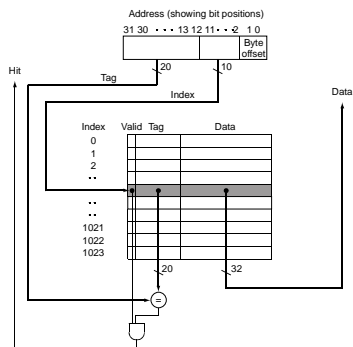 Address (showing bit positions)
31 30 ··· 13 12 11 ··· 2 1 0
Byte
offset
Hit
20
10
Tag
Data
Index
Index
Valid
Tag
Data
0
1
2
··
··
··
1021
1022
1023
20
32
=